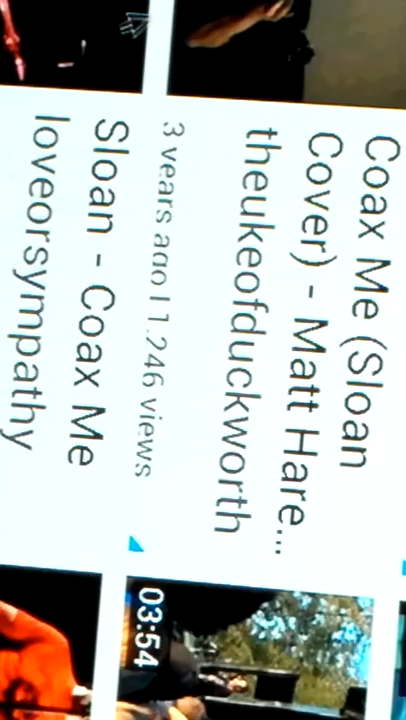 Coax Me (Sloan
Cover) - Matt Hare...
theukeofduckworth
3 years ago | 1,246 views
Sloan - Coax Me
loveorsympathy
03:54